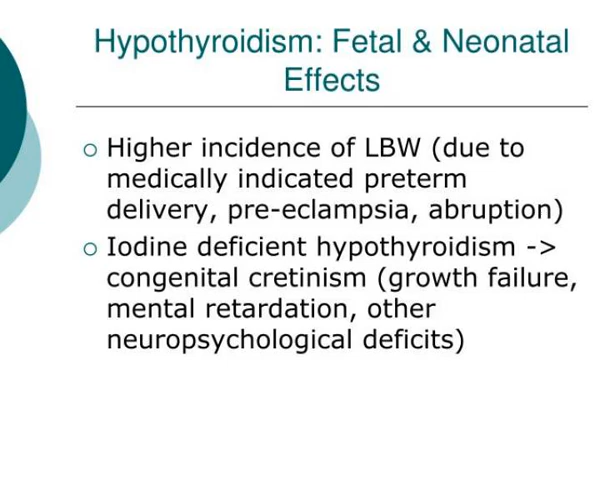 Hypothyroidism: Fetal & Neonatal
Effects
Higher incidence of LBW (due to
medically indicated preterm
delivery, pre-eclampsia, abruption)
Iodine deficient hypothyroidism ->
congenital cretinism (growth failure,
mental retardation, other
neuropsychological deficits)